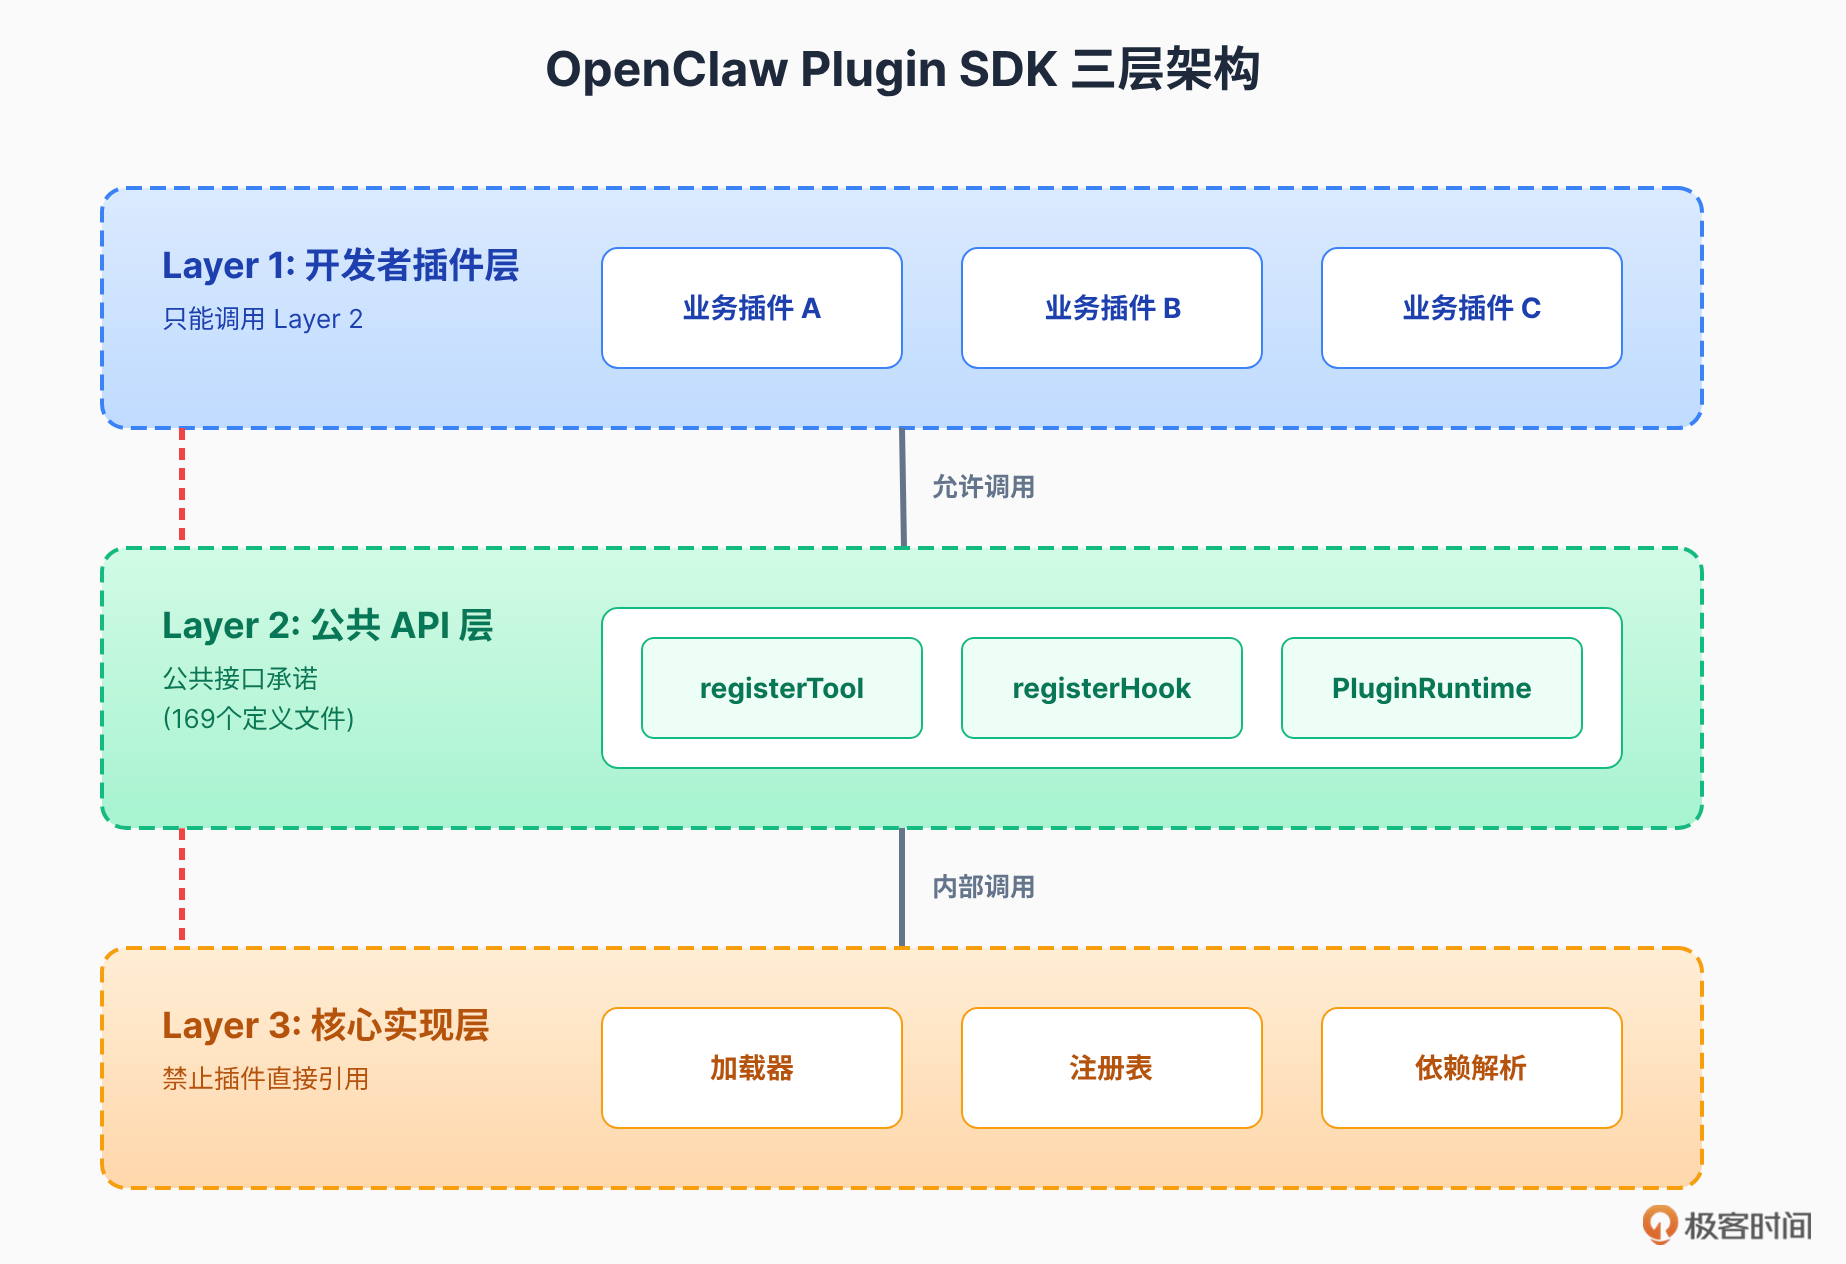 OpenClaw Plugin SDK 三层架构
Layer 1: 开发者插件层
只能调用 Layer 2
业务插件 A
业务插件 B
业务插件 C
允许调用
Layer 2: 公共 API 层
公共接口承诺
(169个定义文件)
registerTool
registerHook
PluginRuntime
内部调用
Layer 3: 核心实现层
禁止插件直接引用
加载器
注册表
依赖解析
极客时间